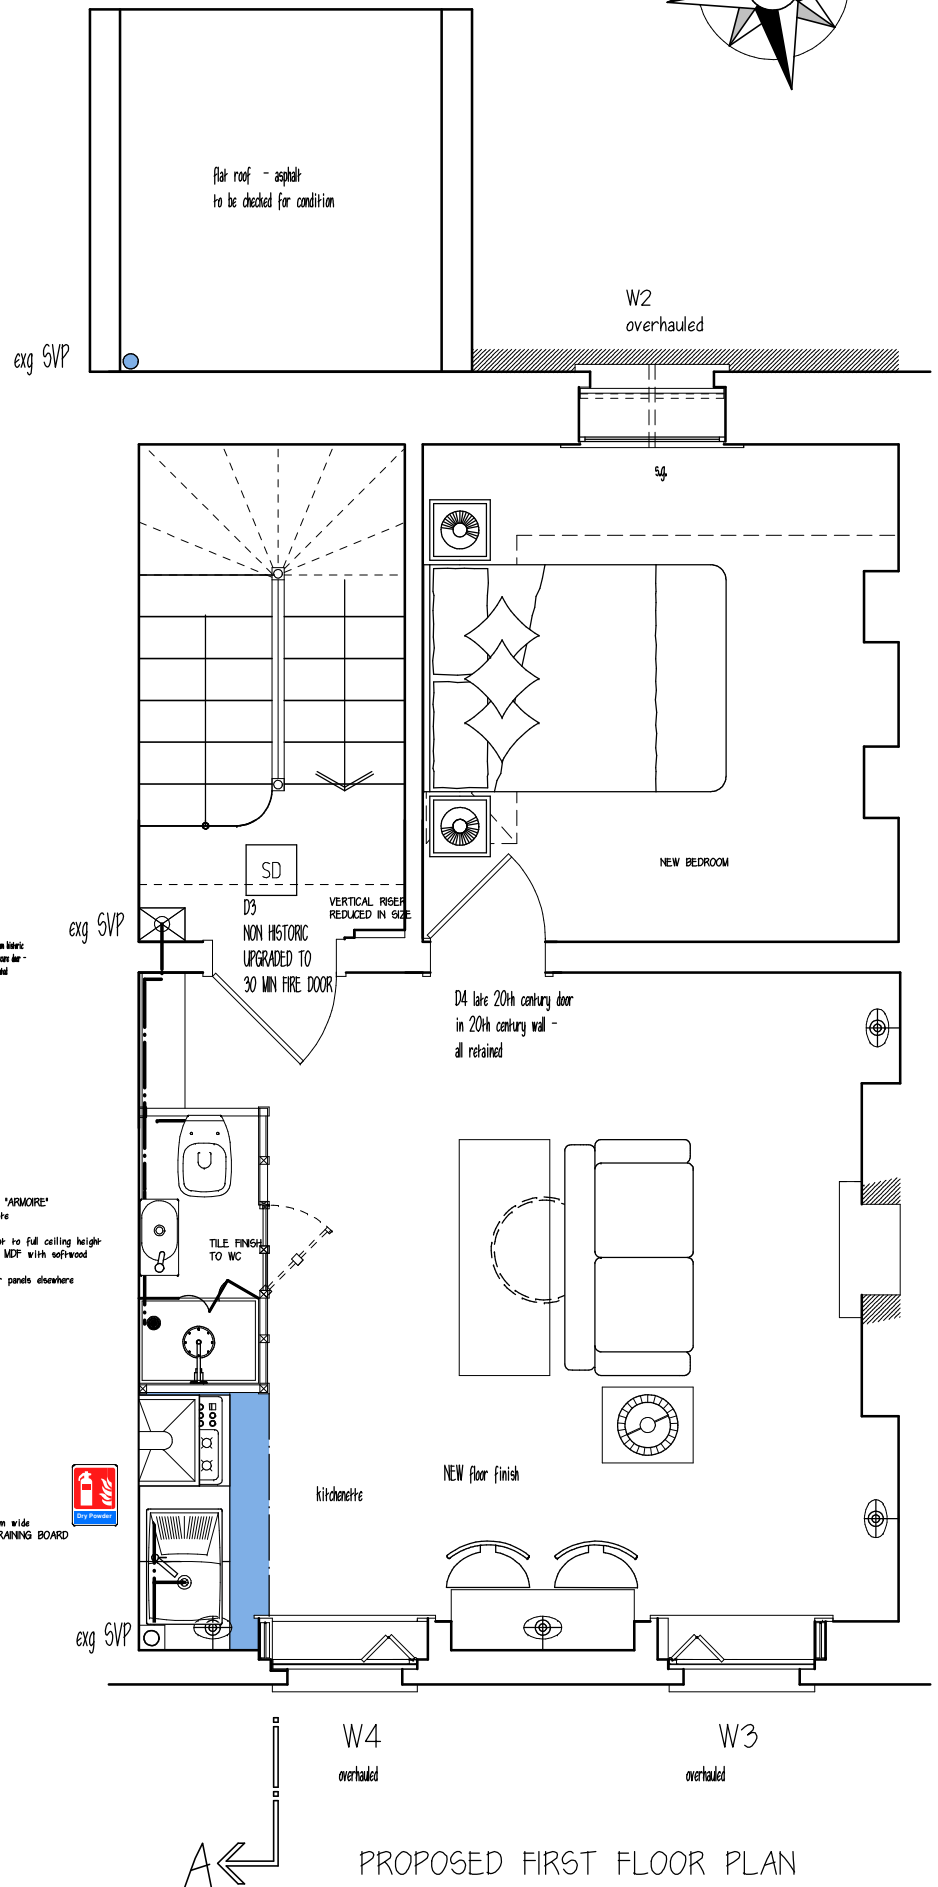 flat roof - asphalt
to be checked for condition
W2
overhauled
exg SVP
s.g.
NEW BEDROOM
SD
D3
NON HISTORIC
UPGRADED TO
30 MIN FIRE DOOR
VERTICAL RISER
REDUCED IN SIZE
exg SVP
D4 late 20th century door
in 20th century wall -
all retained
"ARMOIRE"
to full ceiling height
MDF with softwood
panels elsewhere
TILE FINISH
TO WC
NEW floor finish
kitchenette
Dry Powder
wide
DRAINING BOARD
exg SVP
W4
overhauled
W3
overhauled
A
PROPOSED FIRST FLOOR PLAN